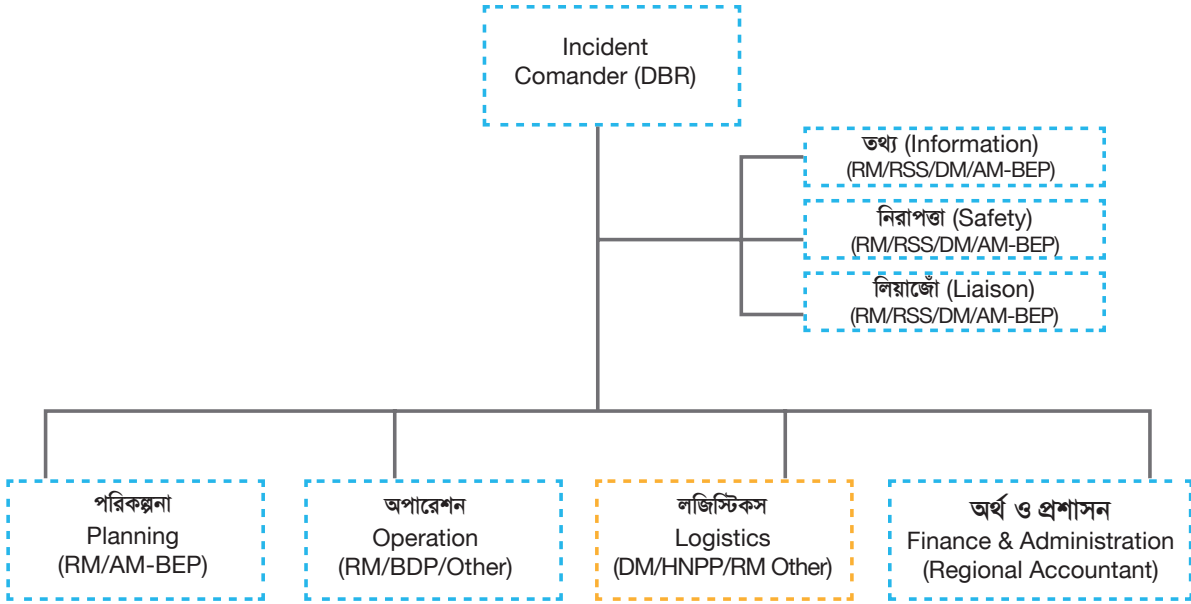 Incident
Comander (DBR)
তথ্য (Information)
(RM/RSS/DM/AM-BEP)
নিরাপত্তা (Safety)
(RM/RSS/DM/AM-BEP)
লিয়াজোঁ (Liaison)
(RM/RSS/DM/AM-BEP)
পরিকল্পনা
Planning
(RM/AM-BEP)
অপারেশন
Operation
(RM/BDP/Other)
লজিস্টিকস
Logistics
(DM/HNPP/RM Other)
অর্থ ও প্রশাসন
Finance & Administration
(Regional Accountant)